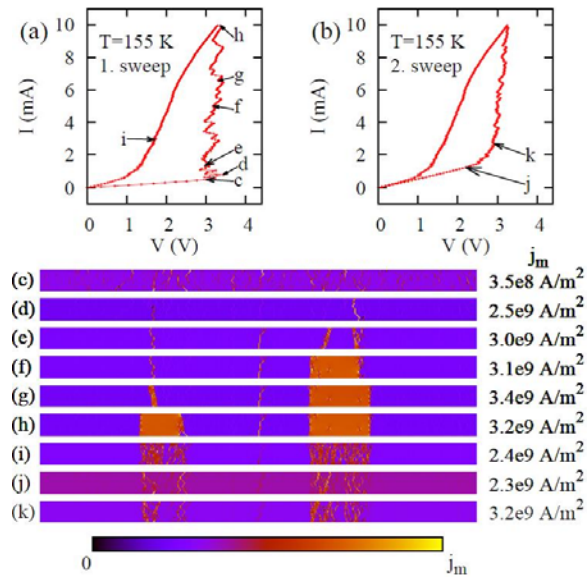 (a)
T=155 K
1. sweep
I (mA)
10
8
6
4
2
0
0 1 2 3 4
V (V)
h
g
f
i
e
d
c
(b)
T=155 K
2. sweep
I (mA)
10
8
6
4
2
0
0 1 2 3 4
V (V)
k
j
jm
(c) 3.5e8 A/m²
(d) 2.5e9 A/m²
(e) 3.0e9 A/m²
(f) 3.1e9 A/m²
(g) 3.4e9 A/m²
(h) 3.2e9 A/m²
(i) 2.4e9 A/m²
(j) 2.3e9 A/m²
(k) 3.2e9 A/m²
0 jm